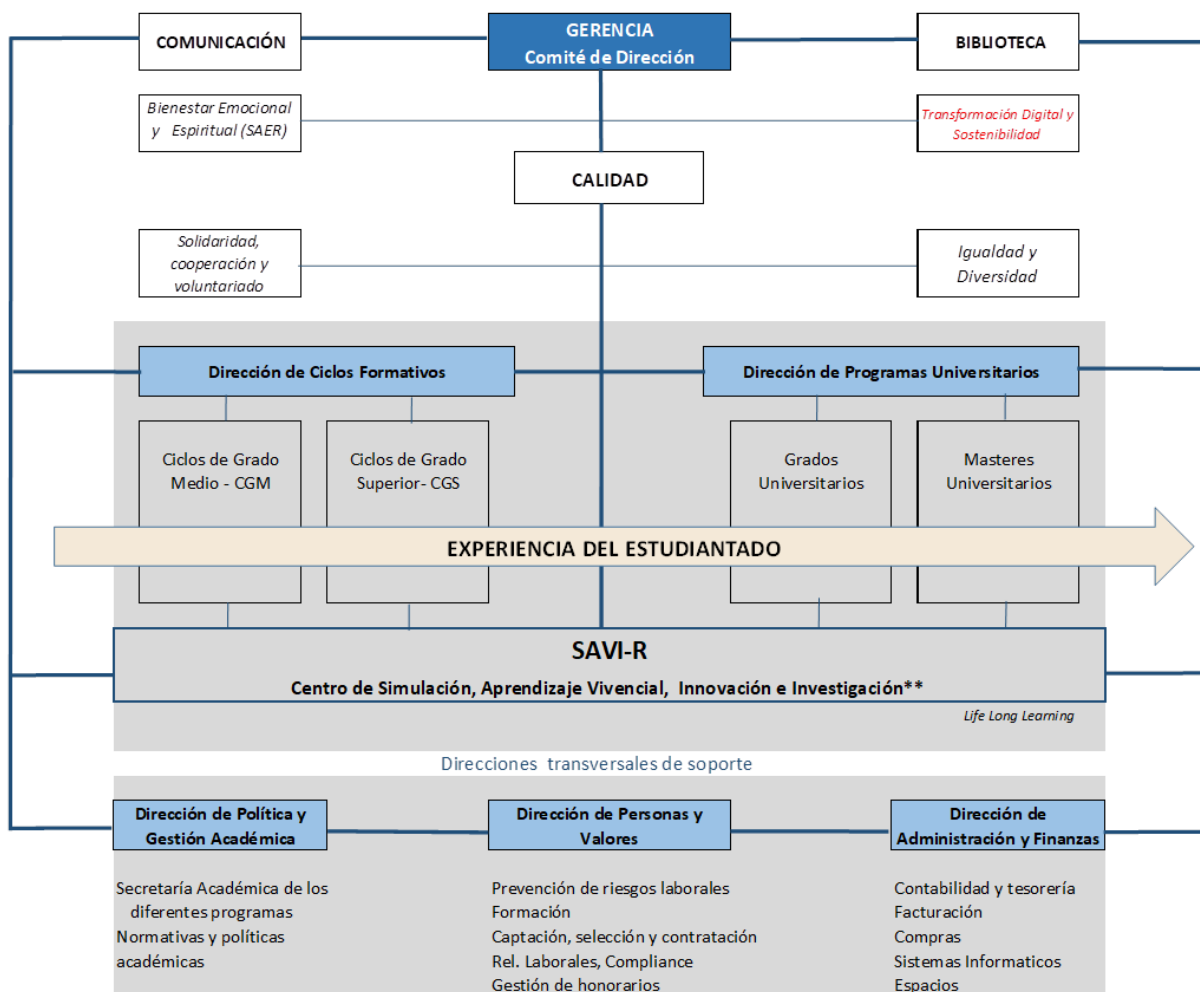 COMUNICACIÓN
GERENCIA
Comité de Dirección
BIBLIOTECA
Bienestar Emocional
y Espiritual (SAER)
Transformación Digital y
Sostenibilidad
CALIDAD
Solidaridad,
cooperación y
voluntariado
Igualdad y
Diversidad
Dirección de Ciclos Formativos
Dirección de Programas Universitarios
Ciclos de Grado
Medio - CGM
Ciclos de Grado
Superior- CGS
Grados
Universitarios
Masteres
Universitarios
EXPERIENCIA DEL ESTUDIANTADO
SAVI-R
Centro de Simulación, Aprendizaje Vivencial, Innovación e Investigación**
Life Long Learning
Direcciones transversales de soporte
Dirección de Política y
Gestión Académica
Dirección de Personas y
Valores
Dirección de
Administración y Finanzas
Secretaría Académica de los
diferentes programas
Normativas y políticas
académicas
Prevención de riesgos laborales
Formación
Captación, selección y contratación
Rel. Laborales, Compliance
Gestión de honorarios
Contabilidad y tesorería
Facturación
Compras
Sistemas Informaticos
Espacios